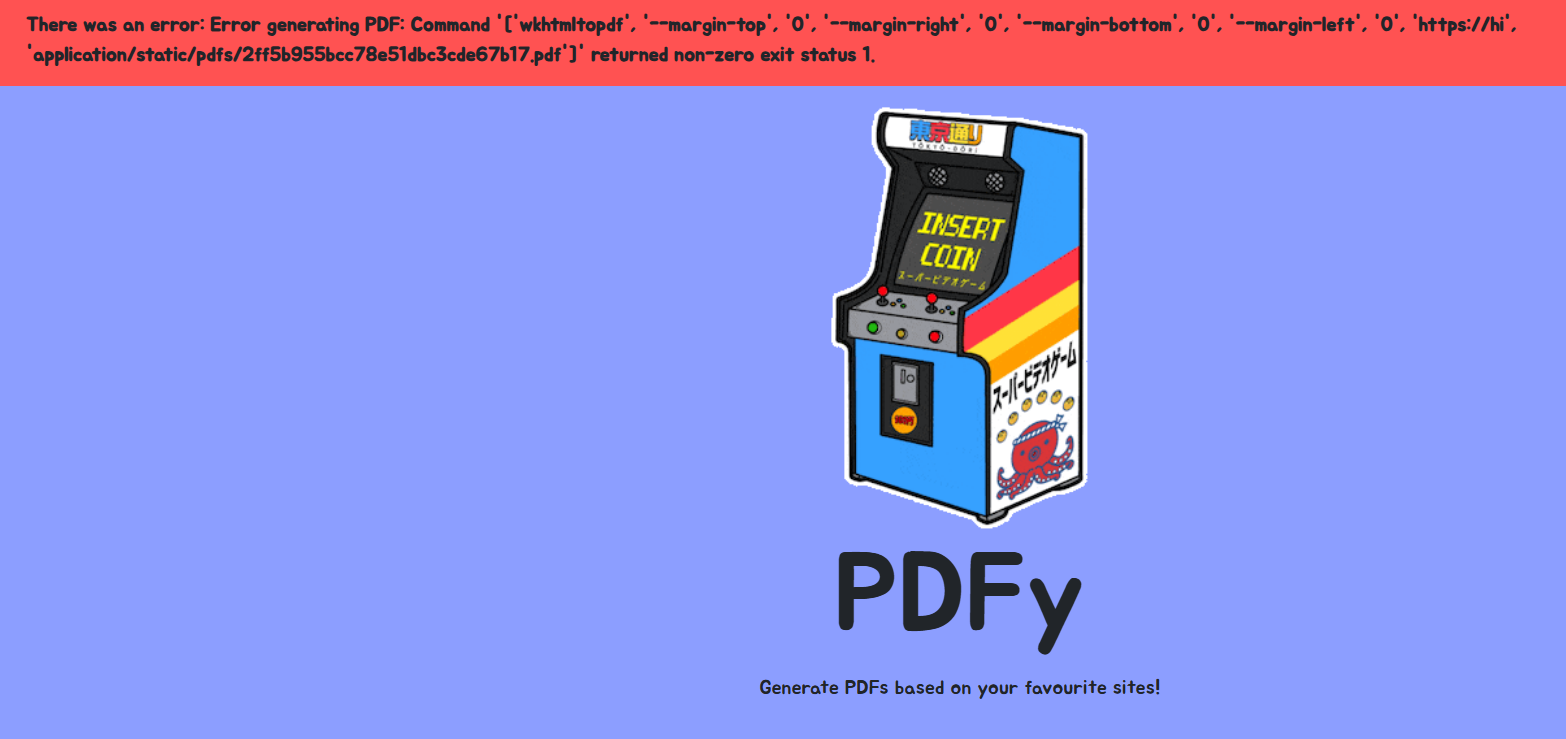 There was an error: Error generating PDF: Command '['wkhtmltopdf', '--margin-top', '0', '--margin-right', '0', '--margin-bottom', '0', '--margin-left', '0', 'https://hi',
'application/static/pdfs/2ff5b955bcc78e51dbc3cde67b17.pdf']' returned non-zero exit status 1.
東京通り
TOKYO-DORI
INSERT
COIN
スーパービデオゲーム
スーパービデオゲーム
PDFy
Generate PDFs based on your favourite sites!